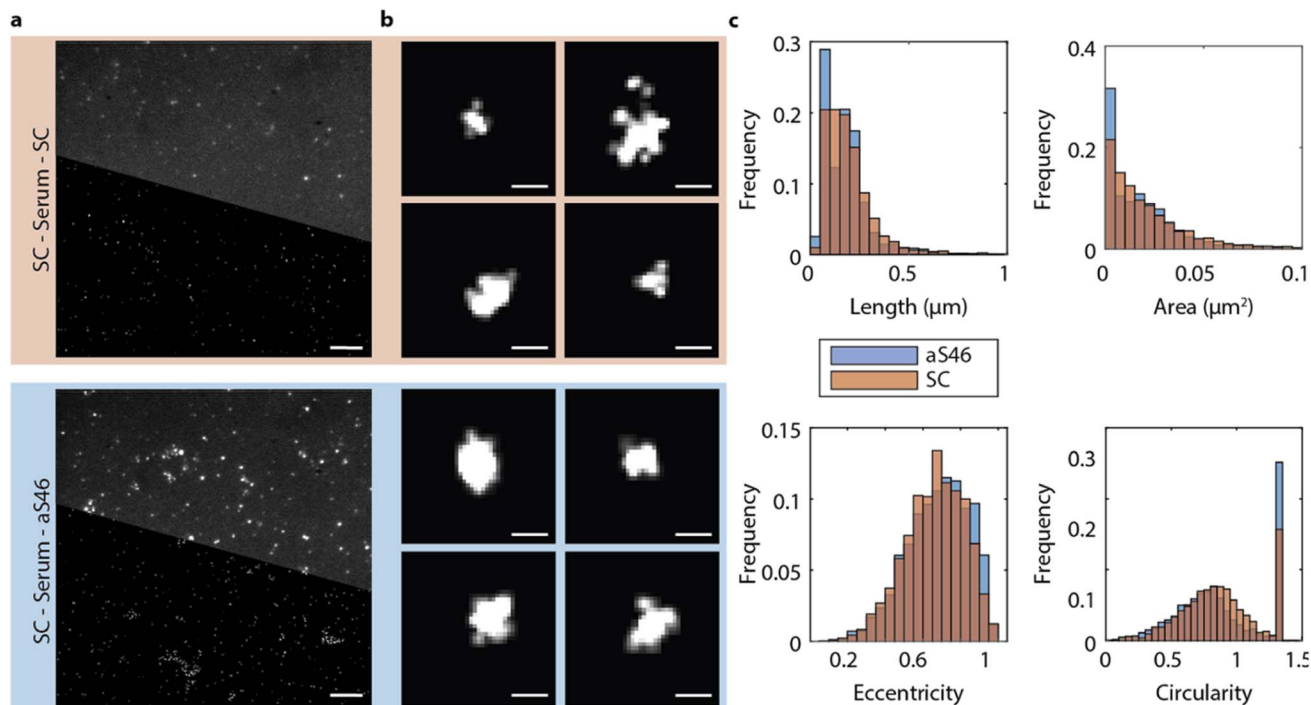 a
b
c
SC - Serum - SC
SC - Serum - aS46
0.3
0.2
0.1
0
Frequency
0 0.5 1
Length (µm)
0.4
0.2
0
Frequency
0 0.05 0.1
Area (µm²)
aS46
SC
0.15
0.1
0.05
0
Frequency
0.2 0.6 1
Eccentricity
0.3
0.2
0.1
0
Frequency
0 0.5 1 1.5
Circularity